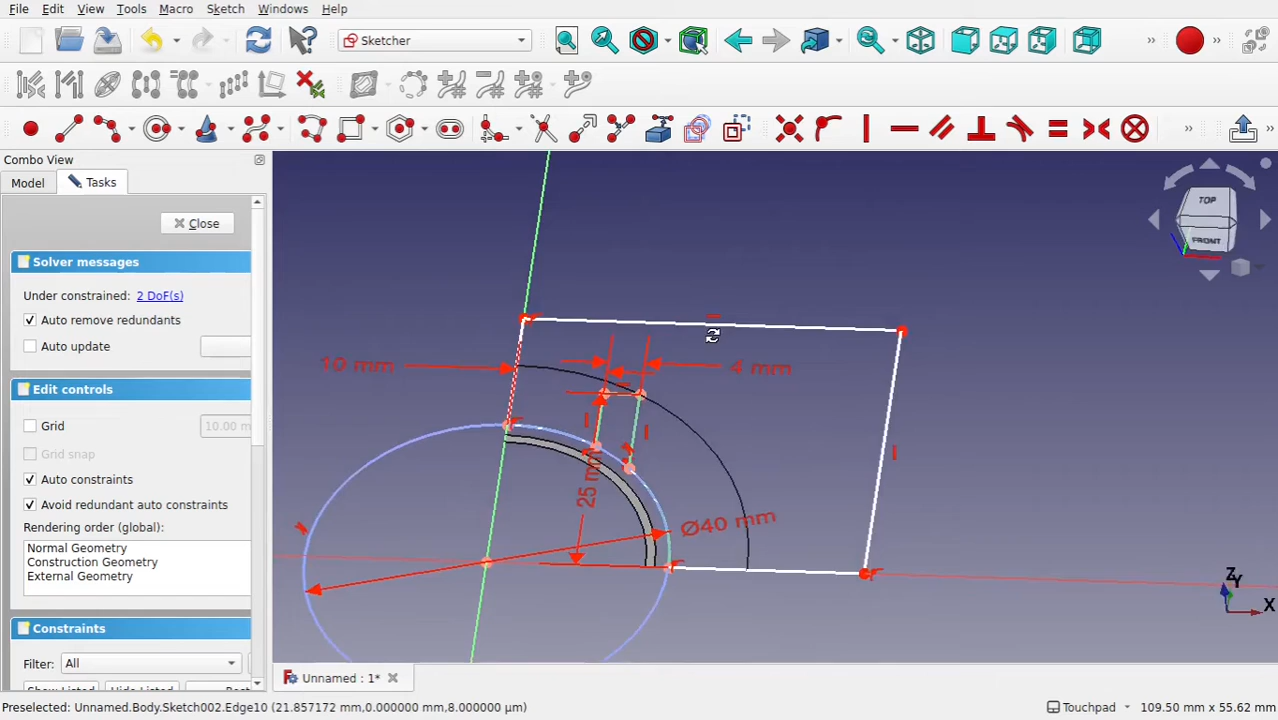 File Edit View Tools Macro Sketch Windows Help
Sketcher
Combo View
Model Tasks
Close
Solver messages
Under constrained: 2 DoF(s)
Auto remove redundants
Auto update
Edit controls
Grid 10.00 m
Grid snap
Auto constraints
Avoid redundant auto constraints
Rendering order (global):
Normal Geometry
Construction Geometry
External Geometry
Constraints
Filter: All
Show Listed Hide Listed
TOP
FRONT
10 mm
4 mm
25 mm
Ø40 mm
Z
Y
X
Unnamed : 1*
Preselected: Unnamed.Body.Sketch002.Edge10 (21.857172 mm,0.000000 mm,8.000000 μm)
Touchpad
109.50 mm x 55.62 mm